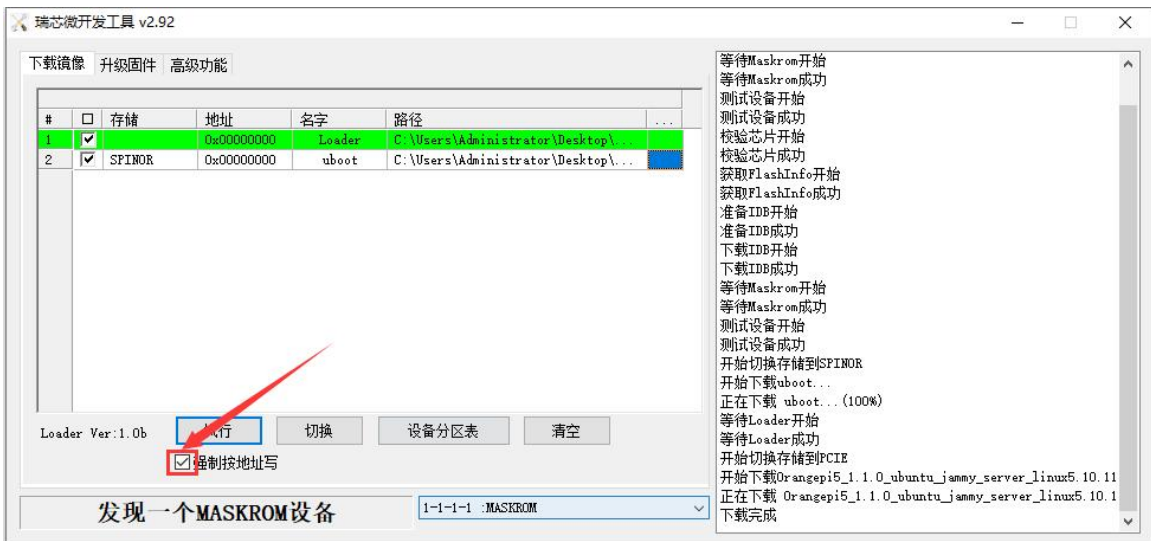 瑞芯微开发工具 v2.92
下载镜像 升级固件 高级功能
# 存储 地址 名字 路径 ...
1 0x00000000 Loader C:\Users\Administrator\Desktop\...
2 SPINOR 0x00000000 uboot C:\Users\Administrator\Desktop\...
Loader Ver:1.0b 行 切换 设备分区表 清空
强制按地址写
发现一个MASKROM设备 1-1-1-1 :MASKROM
等待Maskrom开始
等待Maskrom成功
测试设备开始
测试设备成功
校验芯片开始
校验芯片成功
获取FlashInfo开始
获取FlashInfo成功
准备IDB开始
准备IDB成功
下载IDB开始
下载IDB成功
等待Maskrom开始
等待Maskrom成功
测试设备开始
测试设备成功
开始切换存储到SPINOR
开始下载uboot...
正在下载 uboot...(100%)
等待Loader开始
等待Loader成功
开始切换存储到PCIE
开始下载Orangepi5_1.1.0_ubuntu_jammy_server_linux5.10.11
正在下载 Orangepi5_1.1.0_ubuntu_jammy_server_linux5.10.1
下载完成